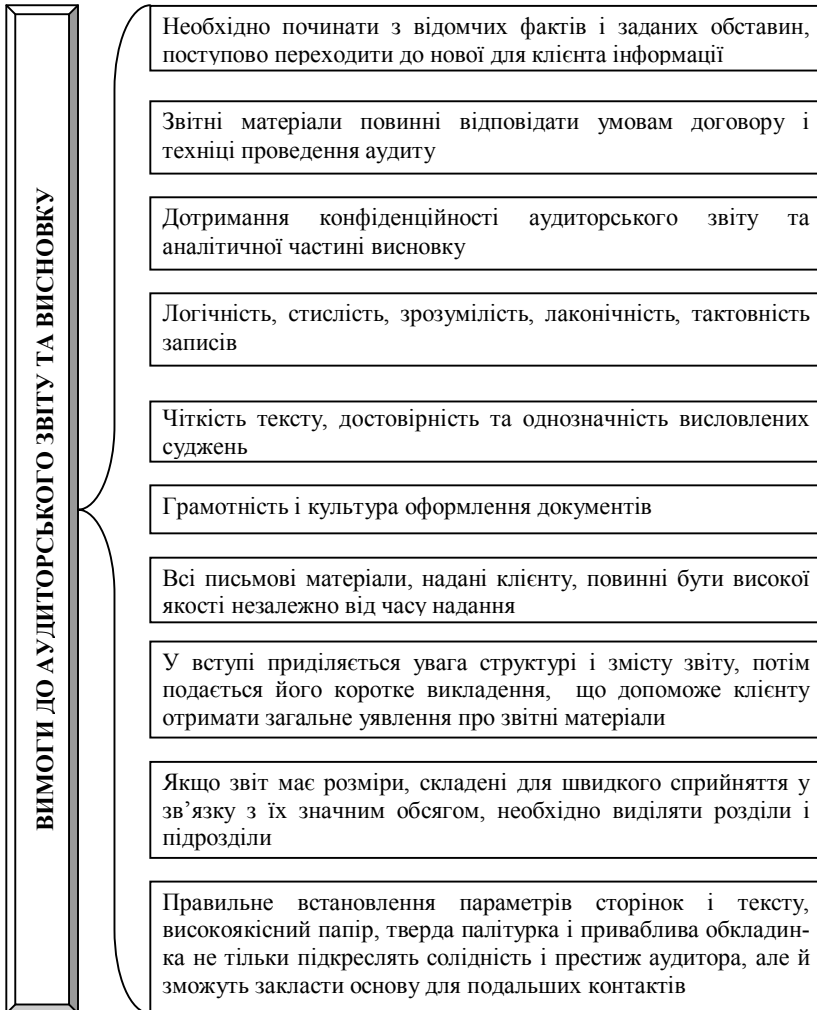 ВИМОГИ ДО АУДИТОРСЬКОГО ЗВІТУ ТА ВИСНОВКУ
Необхідно починати з відомчих фактів і заданих обставин,
поступово переходити до нової для клієнта інформації
Звітні матеріали повинні відповідати умовам договору і
техніці проведення аудиту
Дотримання конфіденційності аудиторського звіту та
аналітичної частині висновку
Логічність, стислість, зрозумілість, лаконічність, тактовність
записів
Чіткість тексту, достовірність та однозначність висловлених
суджень
Грамотність і культура оформлення документів
Всі письмові матеріали, надані клієнту, повинні бути високої
якості незалежно від часу надання
У вступі приділяється увага структурі і змісту звіту, потім
подається його коротке викладення, що допоможе клієнту
отримати загальне уявлення про звітні матеріали
Якщо звіт має розміри, складені для швидкого сприйняття у
зв’язку з їх значним обсягом, необхідно виділяти розділи і
підрозділи
Правильне встановлення параметрів сторінок і тексту,
високоякісний папір, тверда палітурка і приваблива обкладин-
ка не тільки підкреслять солідність і престиж аудитора, але й
зможуть закласти основу для подальших контактів